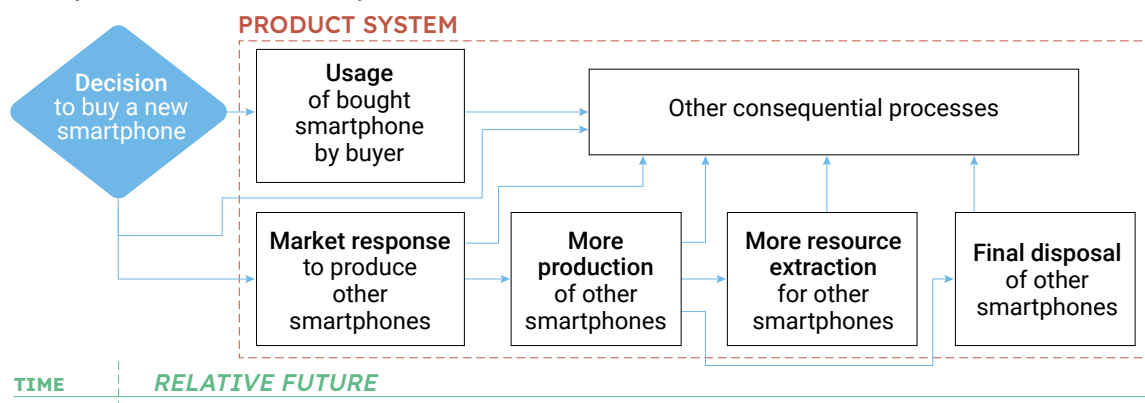 PRODUCT SYSTEM
Decision
to buy a new
smartphone
Usage
of bought
smartphone
by buyer
Other consequential processes
Market response
to produce
other
smartphones
More
production
of other
smartphones
More resource
extraction
for other
smartphones
Final disposal
of other
smartphones
TIME
RELATIVE FUTURE